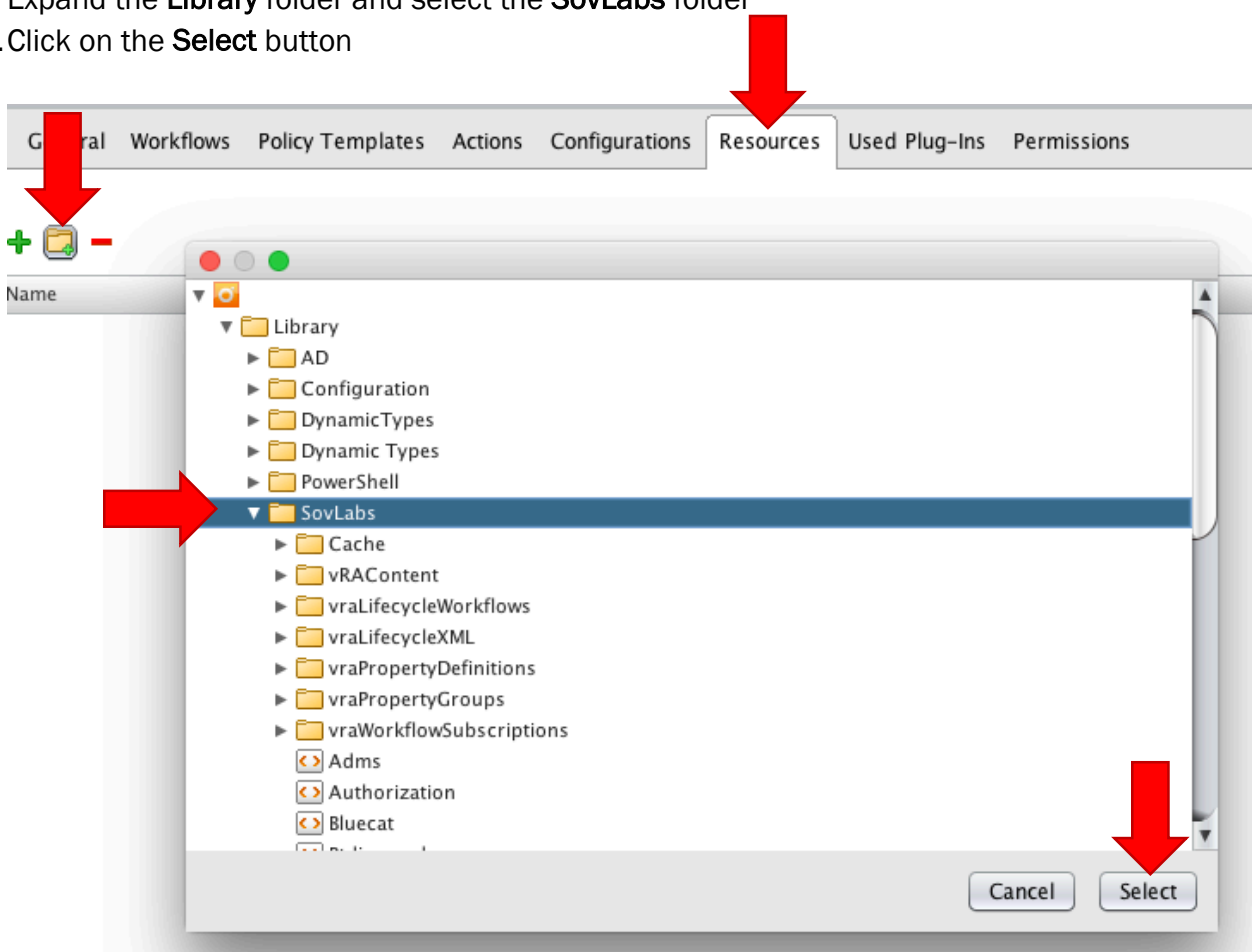 Expand the Library folder and select the SovLabs folder
. Click on the Select button
General Workflows Policy Templates Actions Configurations Resources Used Plug-Ins Permissions
Name
Library
AD
Configuration
DynamicTypes
Dynamic Types
PowerShell
SovLabs
Cache
vRAContent
vraLifecycleWorkflows
vraLifecycleXML
vraPropertyDefinitions
vraPropertyGroups
vraWorkflowSubscriptions
Adms
Authorization
Bluecat
Cancel Select